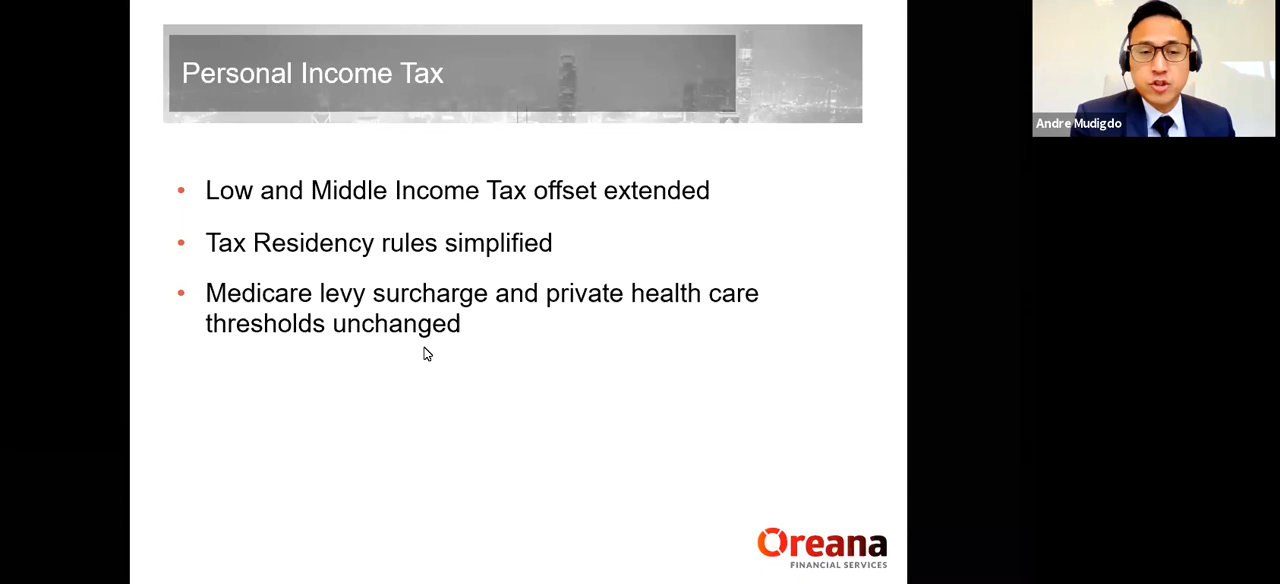 Personal Income Tax
• Low and Middle Income Tax offset extended
• Tax Residency rules simplified
• Medicare levy surcharge and private health care
thresholds unchanged
Oreana
FINANCIAL SERVICES
Andre Mudigdo